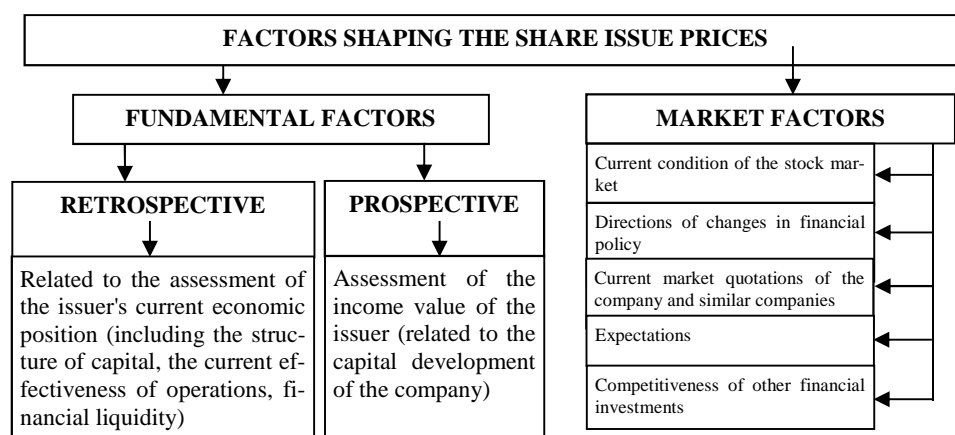 FACTORS SHAPING THE SHARE ISSUE PRICES
FUNDAMENTAL FACTORS
MARKET FACTORS
RETROSPECTIVE
Related to the assessment of
the issuer's current economic
position (including the struc-
ture of capital, the current ef-
fectiveness of operations, fi-
nancial liquidity)
PROSPECTIVE
Assessment of the
income value of the
issuer (related to the
capital development
of the company)
Current condition of the stock mar-
ket
Directions of changes in financial
policy
Current market quotations of the
company and similar companies
Expectations
Competitiveness of other financial
investments